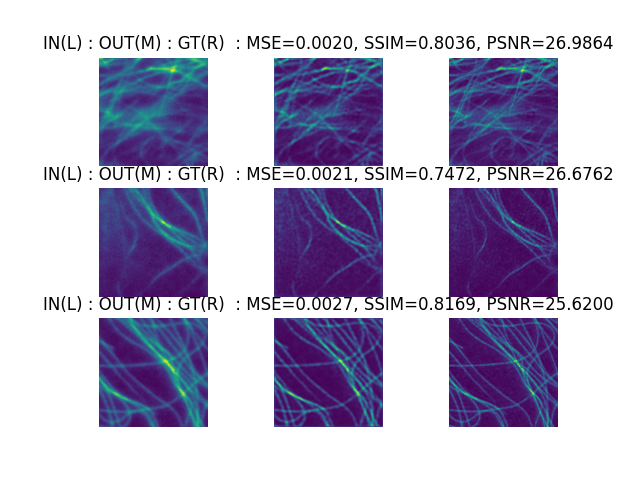 IN(L) : OUT(M) : GT(R)  : MSE=0.0020, SSIM=0.8036, PSNR=26.9864
IN(L) : OUT(M) : GT(R)  : MSE=0.0021, SSIM=0.7472, PSNR=26.6762
IN(L) : OUT(M) : GT(R)  : MSE=0.0027, SSIM=0.8169, PSNR=25.6200